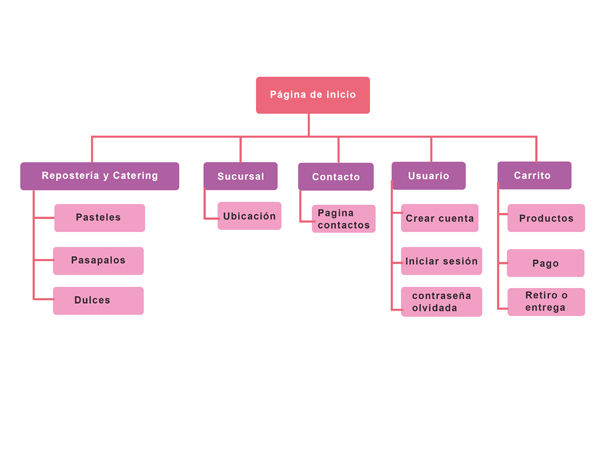 Página de inicio
Repostería y Catering
Sucursal
Contacto
Usuario
Carrito
Pasteles
Pasapalos
Dulces
Ubicación
Pagina
contactos
Crear cuenta
Iniciar sesión
contraseña
olvidada
Productos
Pago
Retiro o
entrega